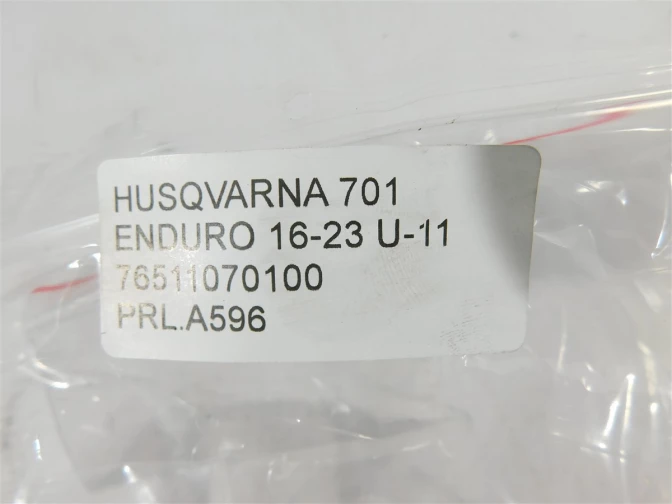 HUSQVARNA 701
ENDURO 16-23 U-11
76511070100
PRL.A596